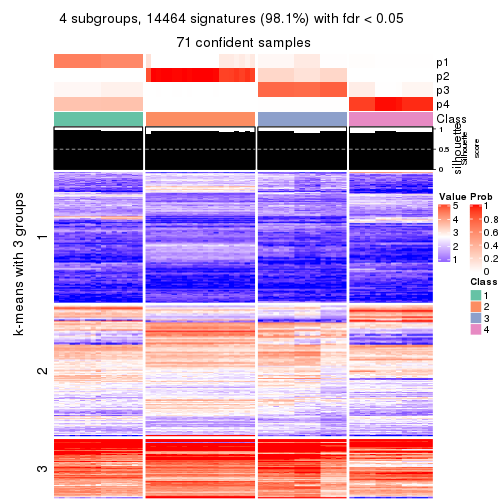 4 subgroups, 14464 signatures (98.1%) with fdr < 0.05
71 confident samples
p1
p2
p3
p4
Class
1
0.5
0
silhouette
Silhouette
score
k-means with 3 groups
1
2
3
Value
5
4
3
2
1
Prob
1
0.8
0.6
0.4
0.2
0
Class
1
2
3
4